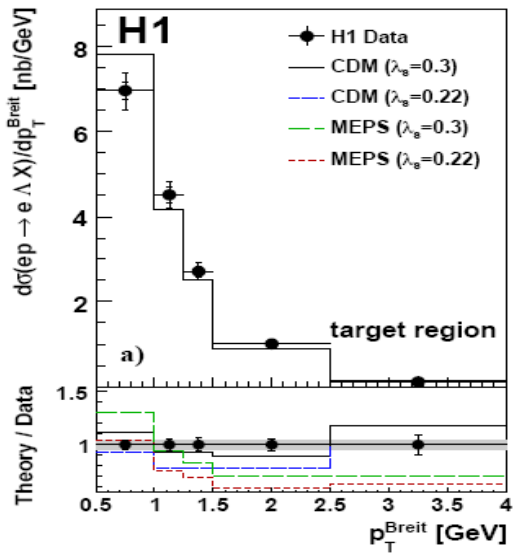 H1
H1 Data
CDM (λs=0.3)
CDM (λs=0.22)
MEPS (λs=0.3)
MEPS (λs=0.22)
dσ(ep → e Λ X)/dp_T^Breit [nb/GeV]
8
6
4
2
target region
a)
Theory / Data
1.5
1
0.5 1 1.5 2 2.5 3 3.5 4
p_T^Breit [GeV]